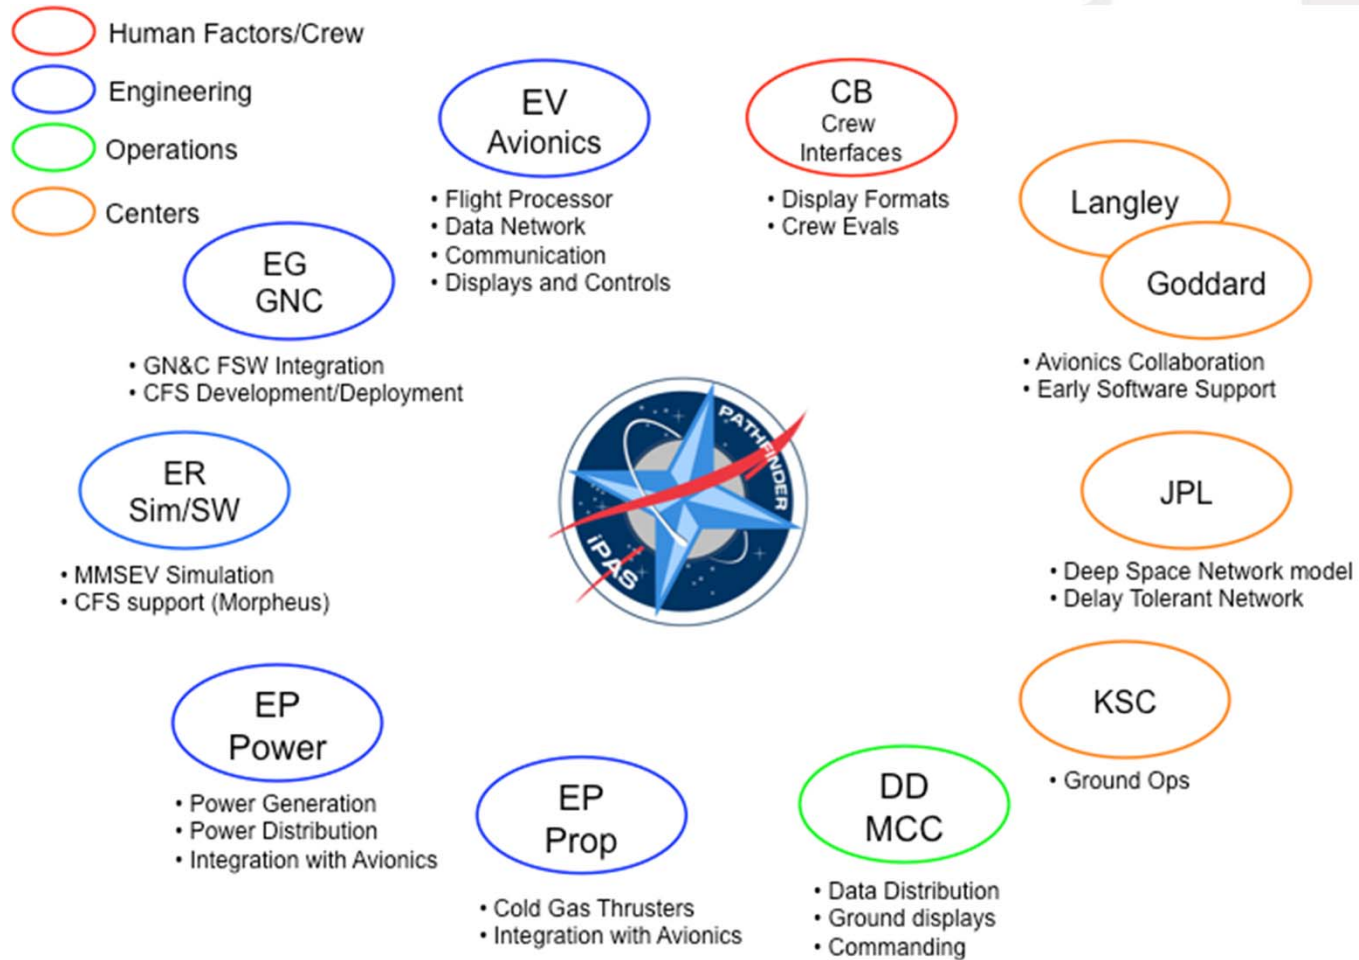 Human Factors/Crew
Engineering
Operations
Centers
EV
Avionics
• Flight Processor
• Data Network
• Communication
• Displays and Controls
CB
Crew
Interfaces
• Display Formats
• Crew Evals
Langley
Goddard
• Avionics Collaboration
• Early Software Support
EG
GNC
• GN&C FSW Integration
• CFS Development/Deployment
PATHFINDER
iPAS
ER
Sim/SW
• MMSEV Simulation
• CFS support (Morpheus)
JPL
• Deep Space Network model
• Delay Tolerant Network
EP
Power
• Power Generation
• Power Distribution
• Integration with Avionics
EP
Prop
• Cold Gas Thrusters
• Integration with Avionics
DD
MCC
• Data Distribution
• Ground displays
• Commanding
KSC
• Ground Ops